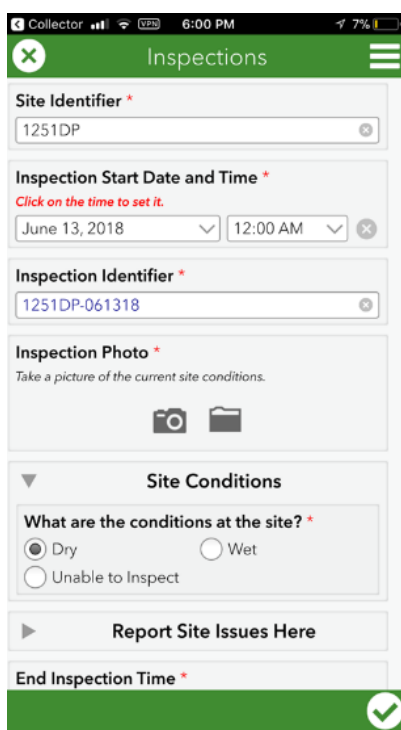 Collector VPN 6:00 PM 7%
Inspections
Site Identifier *
1251DP
Inspection Start Date and Time *
Click on the time to set it.
June 13, 2018 12:00 AM
Inspection Identifier *
1251DP-061318
Inspection Photo *
Take a picture of the current site conditions.
Site Conditions
What are the conditions at the site? *
Dry Wet
Unable to Inspect
Report Site Issues Here
End Inspection Time *